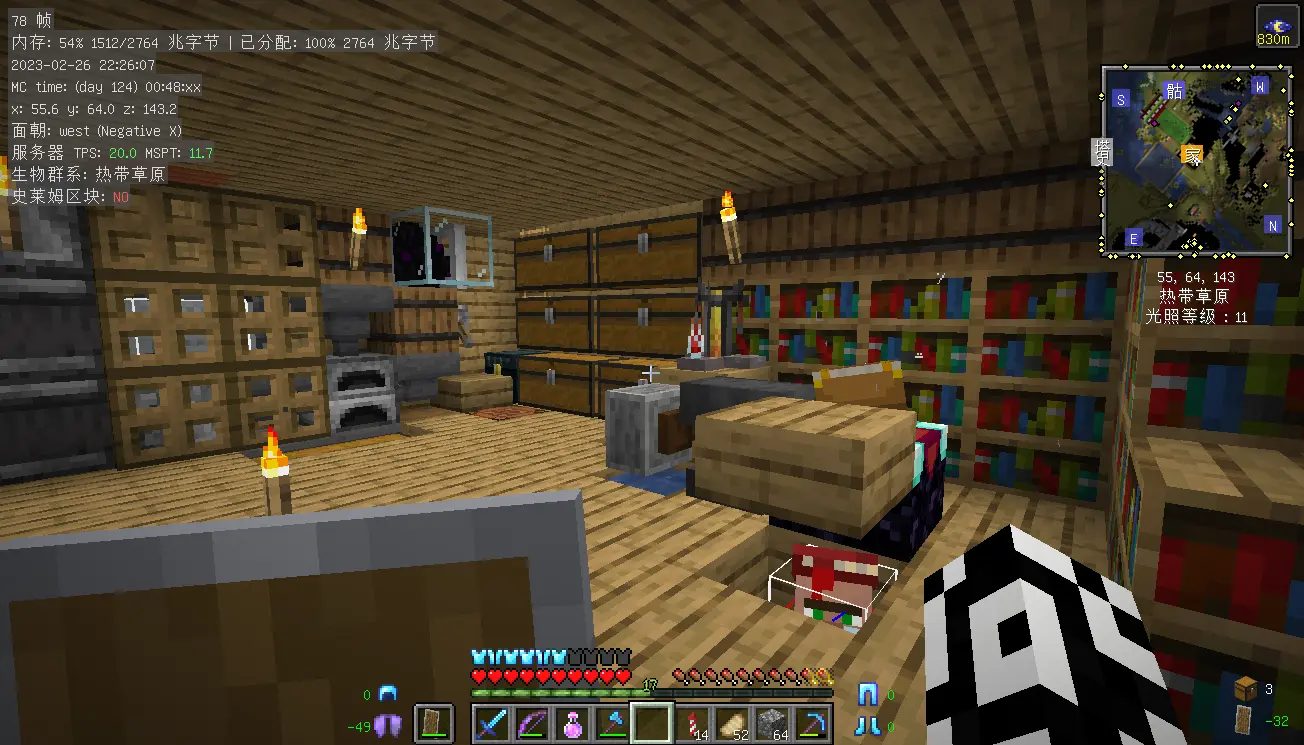 78 帧
内存: 54% 1512/2764 兆字节 | 已分配: 100% 2764 兆字节
2023-02-26 22:26:07
MC time: (day 124) 00:48:xx
x: 55.6 y: 64.0 z: 143.2
面朝: west (Negative X)
服务器 TPS: 20.0 MSPT: 11.7
生物群系: 热带草原
史莱姆区块: NO
830m
S
骷
W
家
E
N
55, 64, 143
热带草原
光照等级 : 11
17
0
-49
14
52
64
0
0
3
-32